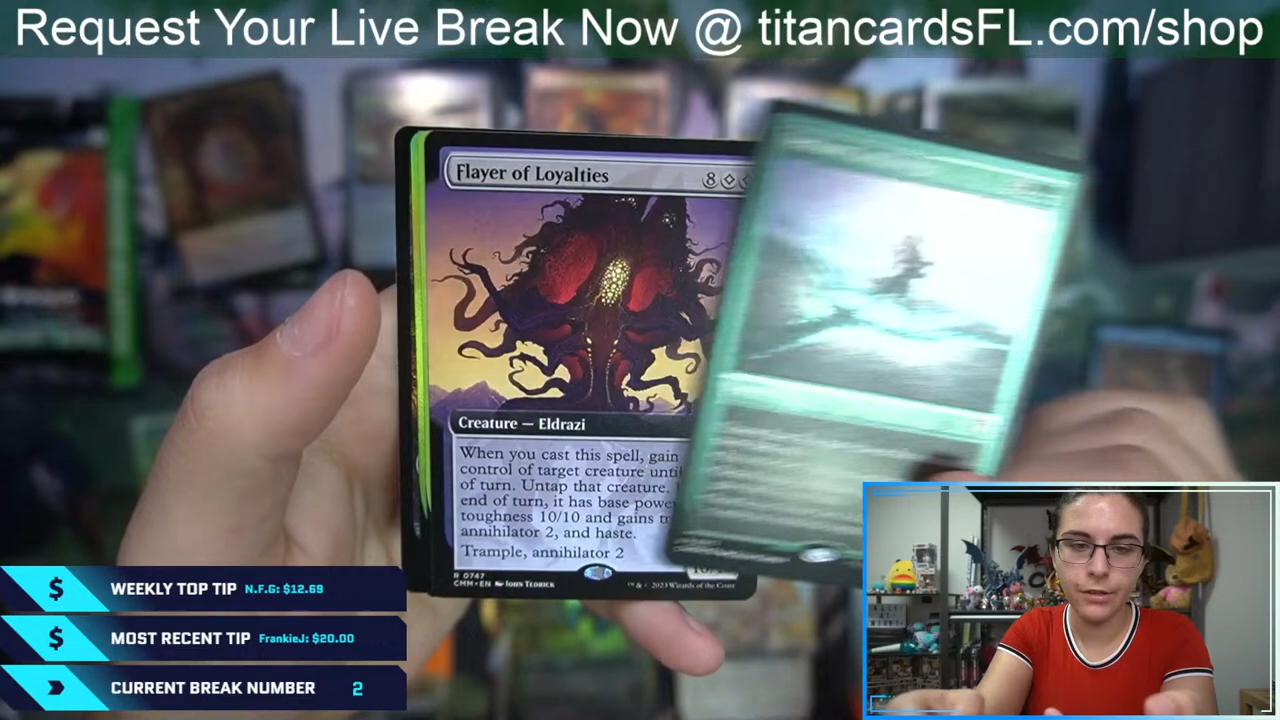 Request Your Live Break Now @ titancardsFL.com/shop
Flayer of Loyalties 8
Creature — Eldrazi
When you cast this spell, gain
control of target creature until
of turn. Untap that creature.
end of turn, it has base power
toughness 10/10 and gains
annihilator 2, and haste.
Trample, annihilator 2
R 0747
CMM • EN JOHN TEDRICK ™ & © 2023 Wizards of the Coast
WEEKLY TOP TIP N.F.G: $12.69
MOST RECENT TIP FrankieJ: $20.00
CURRENT BREAK NUMBER 2